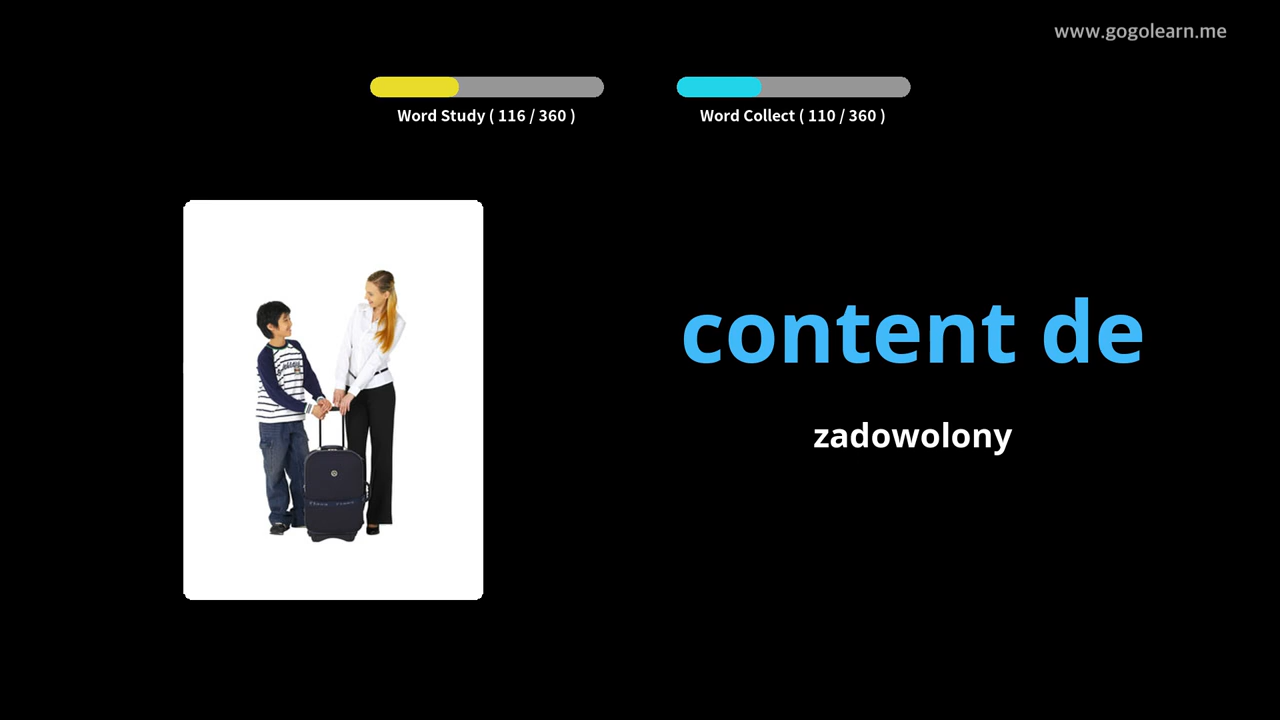 www.gogolearn.me
Word Study ( 116 / 360 )
Word Collect ( 110 / 360 )
content de
zadowolony